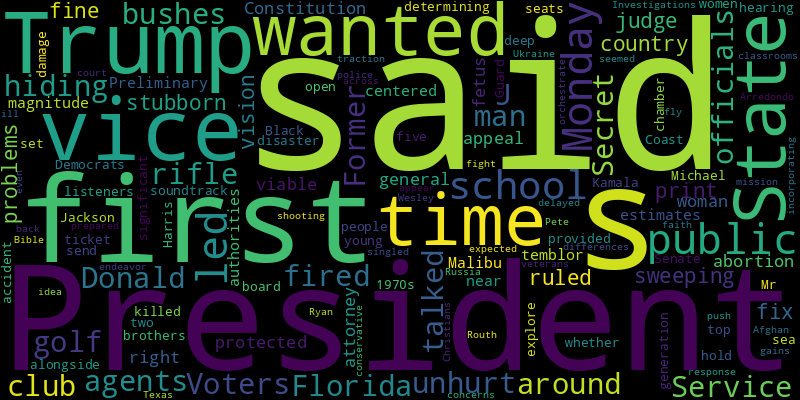 fine
bushes
Constitution
determining
seats
Investigations
women
hearing
Trump
wanted
said
judge
damage
deep
Ukraine
country
officials
hiding
Preliminary
vision
open
traction
police
across
centered
Former
fetus
Guard
J
orchestrated
Monday
seemed
State
classrooms
court
magnitude
stubborn
vice
man
Secret
chamber
Arredondo
ill
set
Black
disaster
five
appeal
fly
Coast
problems
Democrats
fight
Michael
mission
incorporating
even
significant
rifle
viable
general
appear
Wesley
school
Kamala
print
listeners
soundtrack
authorities
delayed
woman
first
time
s
estimates
back
Jackson
Harris
led
shooting
Pete
Bible
prepared
people
provided
differences
faith
public
accident
ticket
young
singled
expected
send
Malibu
temblor
Senate
abortion
endeavor
Russia
veterans
Donald
board
fired
1970s
talked
near
ruled
sweeping
Mr
President
idea
killed
Ryan
attorney
conservative
Christians
Routh
explore
push
Afghan
fix
two
brothers
golf
protected
whether
generation
top
sea
alongside
right
hold
gains
response
club
agents
Voters
Florida
unhurt
around
Service
Texas
concerns